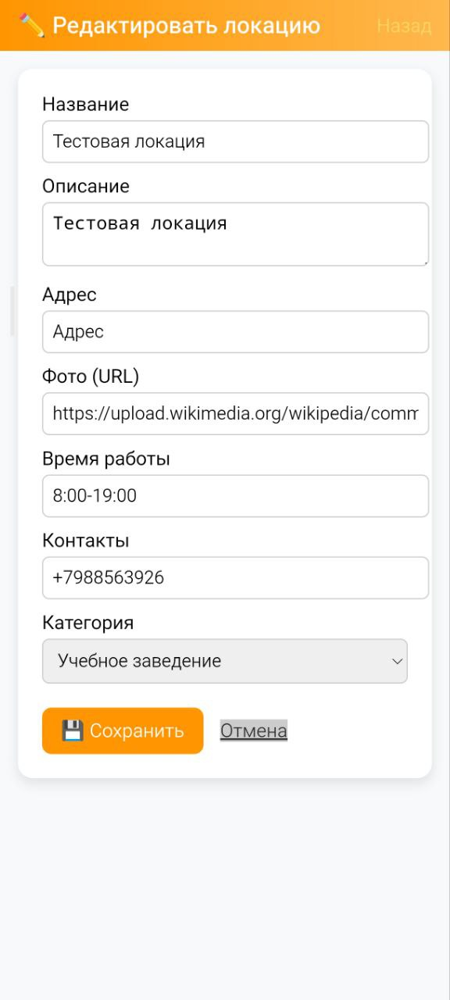 ✏️ Редактировать локацию
Назад
Название
Тестовая локация
Описание
Тестовая локация
Адрес
Адрес
Фото (URL)
https://upload.wikimedia.org/wikipedia/comm
Время работы
8:00-19:00
Контакты
+7988563926
Категория
Учебное заведение
💾 Сохранить
Отмена